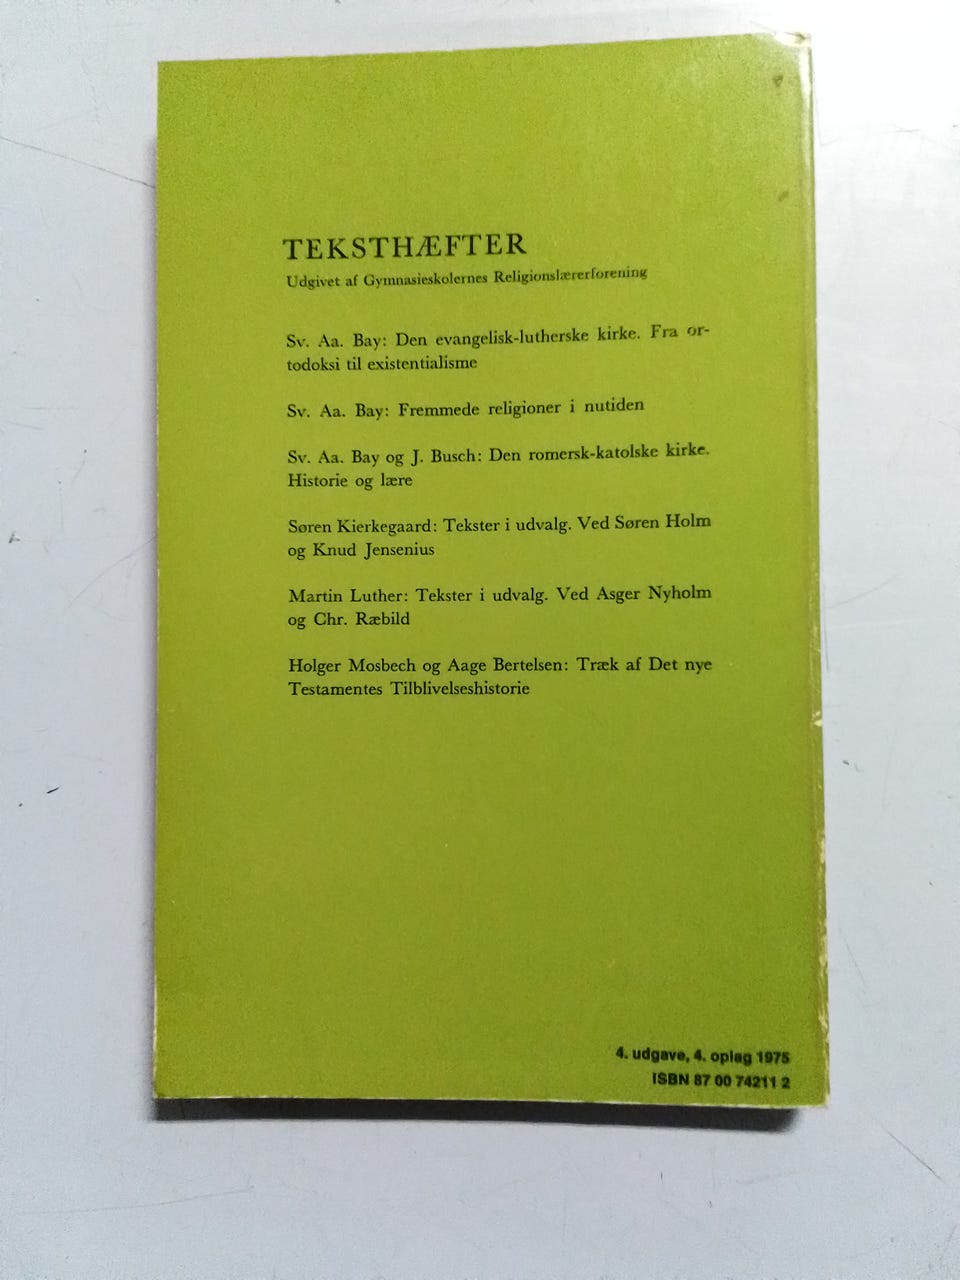 TEKSTHÆFTER
Udgivet af Gymnasieskolernes Religionslærerforening
Sv. Aa. Bay: Den evangelisk-lutherske kirke. Fra or-
todoksi til existentialisme
Sv. Aa. Bay: Fremmede religioner i nutiden
Sv. Aa. Bay og J. Busch: Den romersk-katolske kirke.
Historie og lære
Søren Kierkegaard: Tekster i udvalg. Ved Søren Holm
og Knud Jensenius
Martin Luther: Tekster i udvalg. Ved Asger Nyholm
og Chr. Ræbild
Holger Mosbech og Aage Bertelsen: Træk af Det nye
Testamentes Tilblivelseshistorie
4. udgave, 4. oplag 1975
ISBN 87 00 74211 2